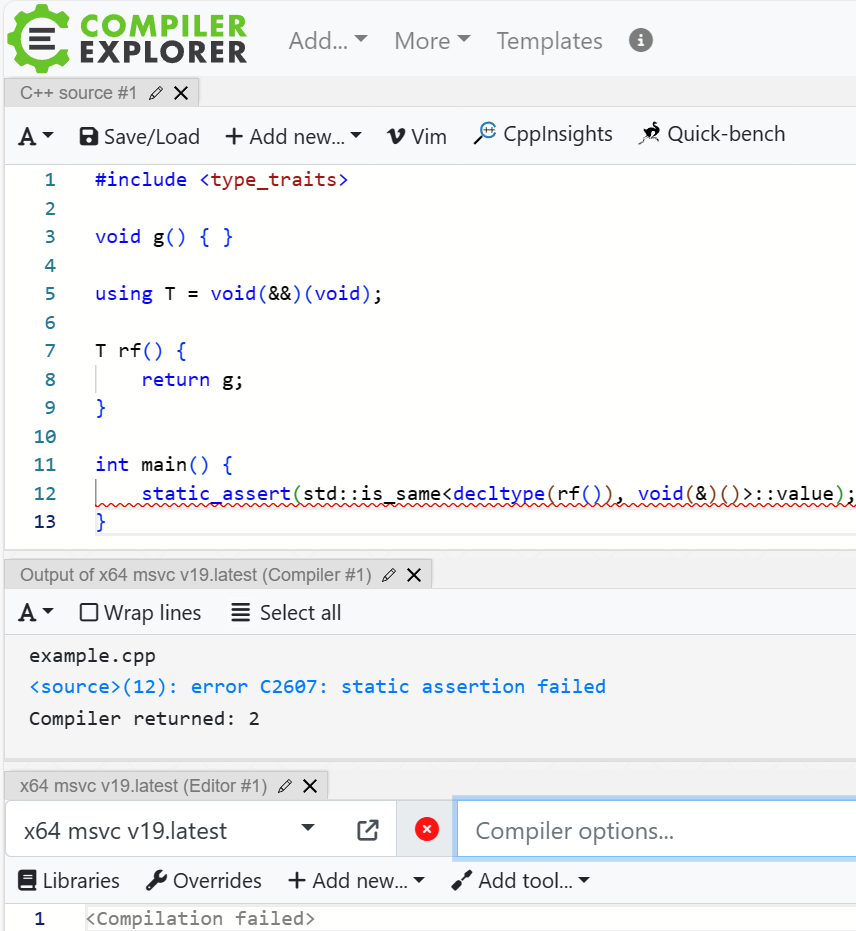 COMPILER
EXPLORER
Add... More Templates
C++ source #1
A Save/Load + Add new... Vim CppInsights Quick-bench
1 #include <type_traits>
2
3 void g() { }
4
5 using T = void(&&)(void);
6
7 T rf() {
8 return g;
9 }
10
11 int main() {
12 static_assert(std::is_same<decltype(rf()), void(&)()>::value);
13 }
Output of x64 msvc v19.latest (Compiler #1)
A Wrap lines Select all
example.cpp
<source>(12): error C2607: static assertion failed
Compiler returned: 2
x64 msvc v19.latest (Editor #1)
x64 msvc v19.latest Compiler options...
Libraries Overrides + Add new... Add tool...
1 <Compilation failed>